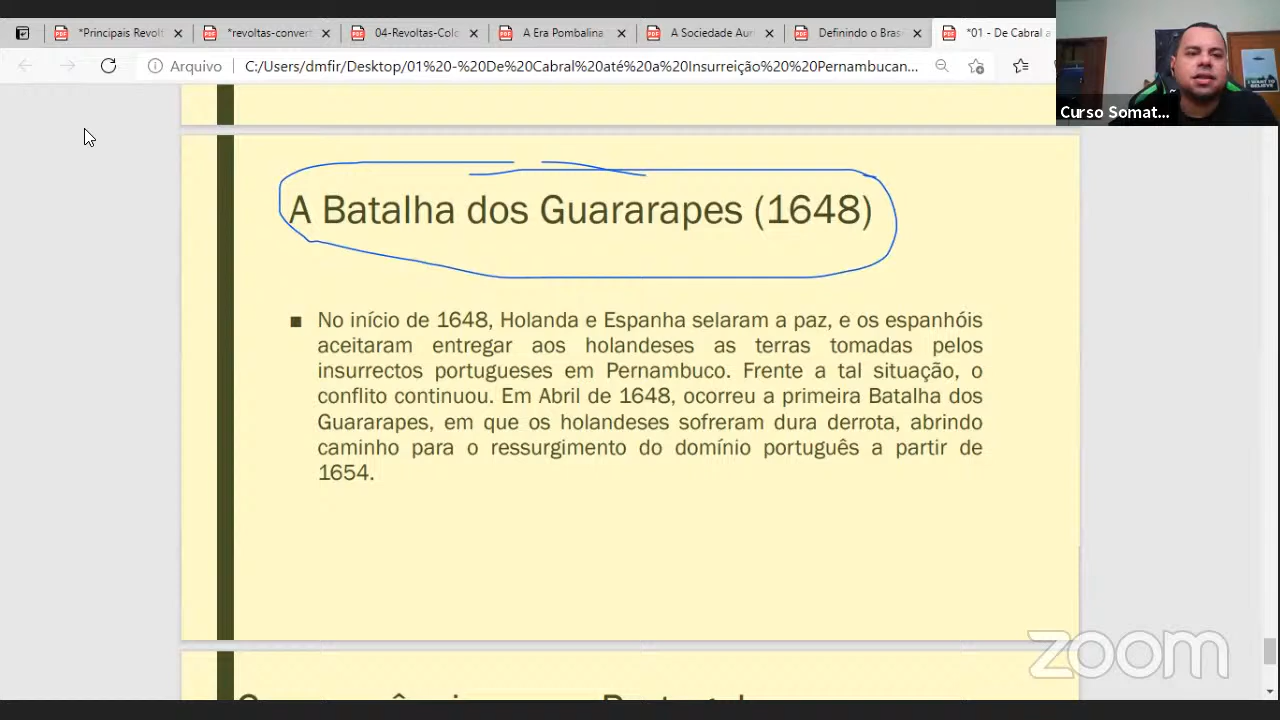 *Principais Revolt
*revoltas-convert
04-Revoltas-Colo
A Era Pombalina
A Sociedade Aur
Definindo o Bras
*01 - De Cabral a
Arquivo
C:/Users/dmfir/Desktop/01%20-%20De%20Cabral%20até%20a%20Insurreição%20%20Pernambucan...
I WANT TO
BELIEVE
Curso Somat...
A Batalha dos Guararapes (1648)
No início de 1648, Holanda e Espanha selaram a paz, e os espanhóis
aceitaram entregar aos holandeses as terras tomadas pelos
insurrectos portugueses em Pernambuco. Frente a tal situação, o
conflito continuou. Em Abril de 1648, ocorreu a primeira Batalha dos
Guararapes, em que os holandeses sofreram dura derrota, abrindo
caminho para o ressurgimento do domínio português a partir de
1654.
zoom